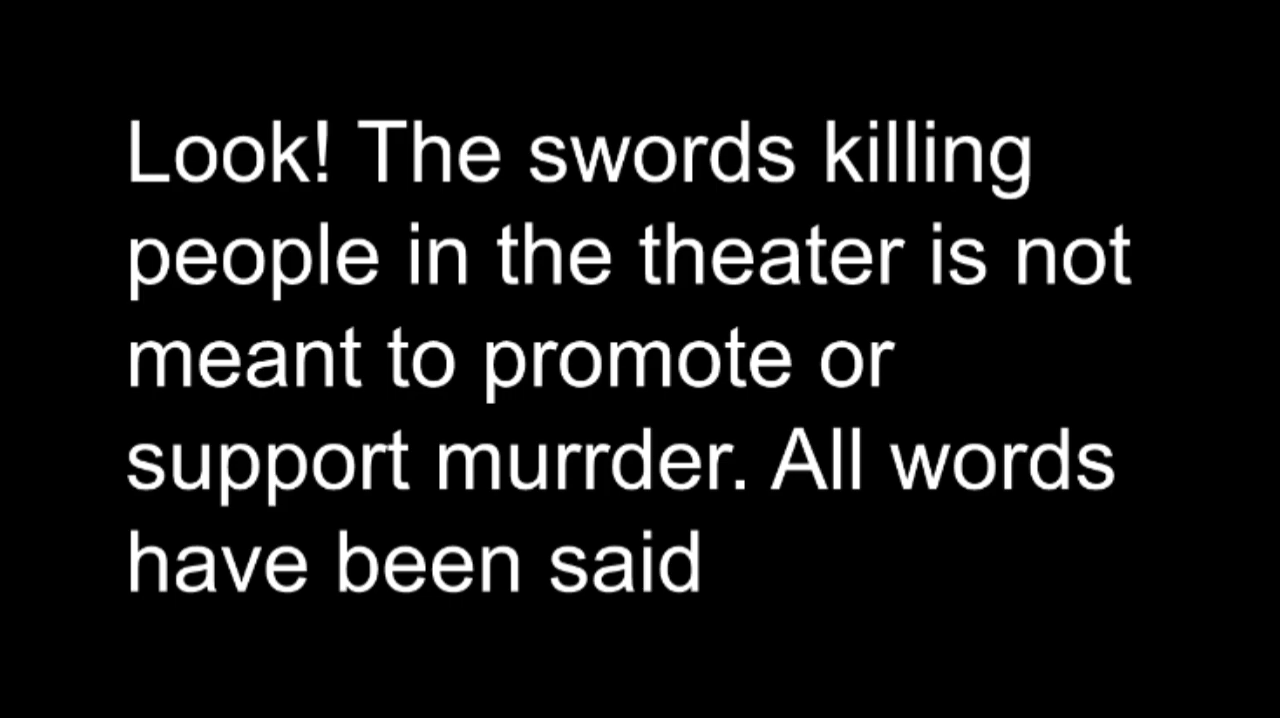 Look! The swords killing
people in the theater is not
meant to promote or
support murrder. All words
have been said